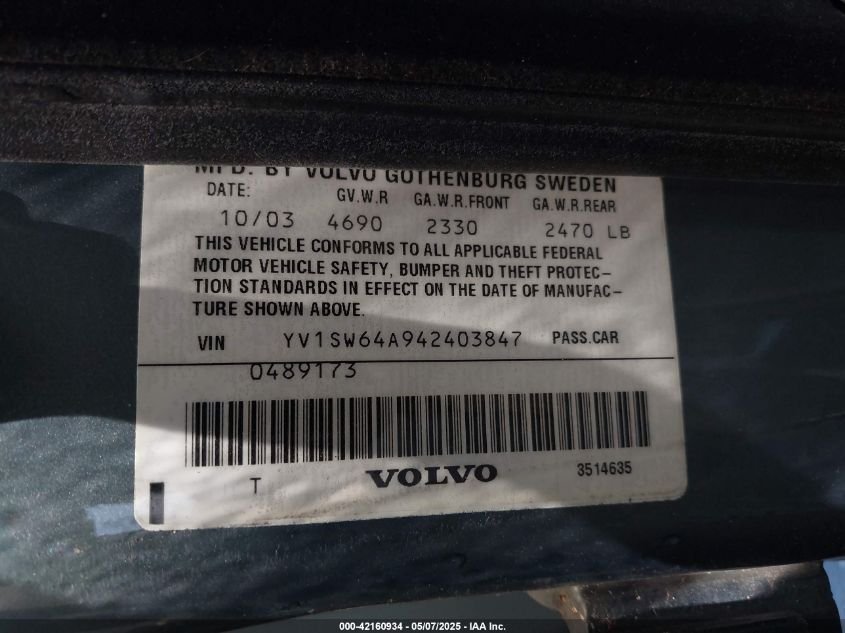 MFD. BY VOLVO GOTHENBURG SWEDEN
DATE: GV.W.R GA.W.R.FRONT GA.W.R.REAR
10/03 4690 2330 2470 LB
THIS VEHICLE CONFORMS TO ALL APPLICABLE FEDERAL
MOTOR VEHICLE SAFETY, BUMPER AND THEFT PROTEC-
TION STANDARDS IN EFFECT ON THE DATE OF MANUFAC-
TURE SHOWN ABOVE.
VIN YV1SW64A942403847 PASS.CAR
0489173
T VOLVO 3514635
000-42160934 - 05/07/2025 - IAA Inc.